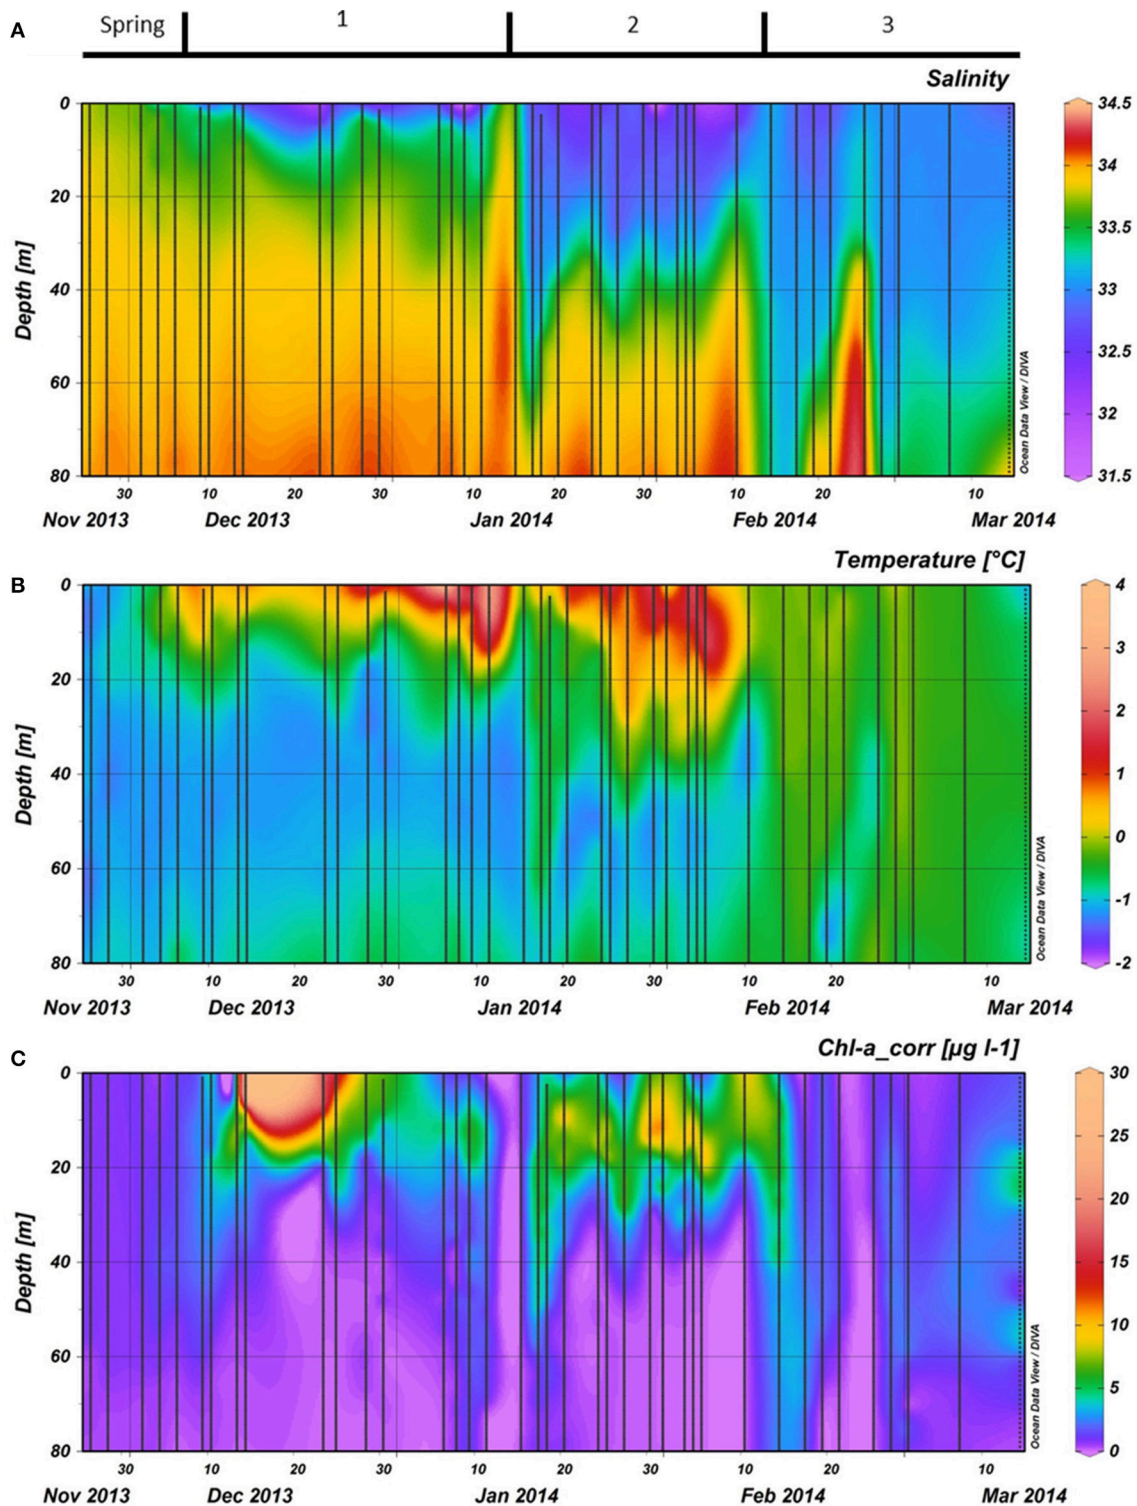 A
Spring 1 2 3
Salinity
0
20
40
60
80
Depth [m]
34.5
34
33.5
33
32.5
32
31.5
Ocean Data View / DIVA
30 10 20 30 10 20 30 10 20 10
Nov 2013 Dec 2013 Jan 2014 Feb 2014 Mar 2014
B
Temperature [°C]
0
20
40
60
80
Depth [m]
4
3
2
1
0
-1
-2
Ocean Data View / DIVA
30 10 20 30 10 20 30 10 20 10
Nov 2013 Dec 2013 Jan 2014 Feb 2014 Mar 2014
C
Chl-a_corr [µg l-1]
0
20
40
60
80
Depth [m]
30
25
20
15
10
5
0
Ocean Data View / DIVA
30 10 20 30 10 20 30 10 20 10
Nov 2013 Dec 2013 Jan 2014 Feb 2014 Mar 2014